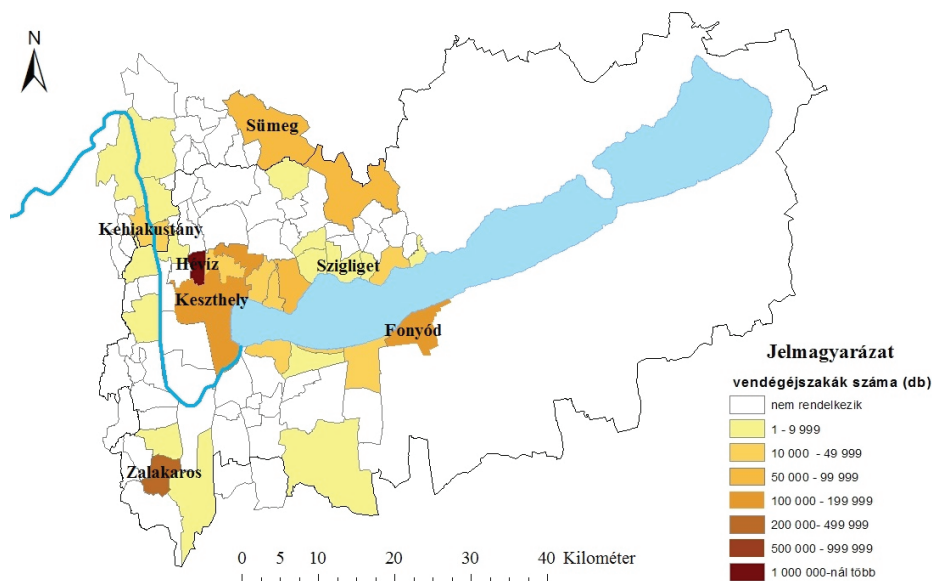 N
Sümeg
Kehiakustány
Hévíz
Szigliget
Keszthely
Fonyód
Zalakaros
Jelmagyarázat
vendégéjszakák száma (db)
nem rendelkezik
1 - 9 999
10 000 - 49 999
50 000 - 99 999
100 000 - 199 999
200 000- 499 999
500 000 - 999 999
1 000 000-nál több
0 5 10 20 30 40 Kilométer